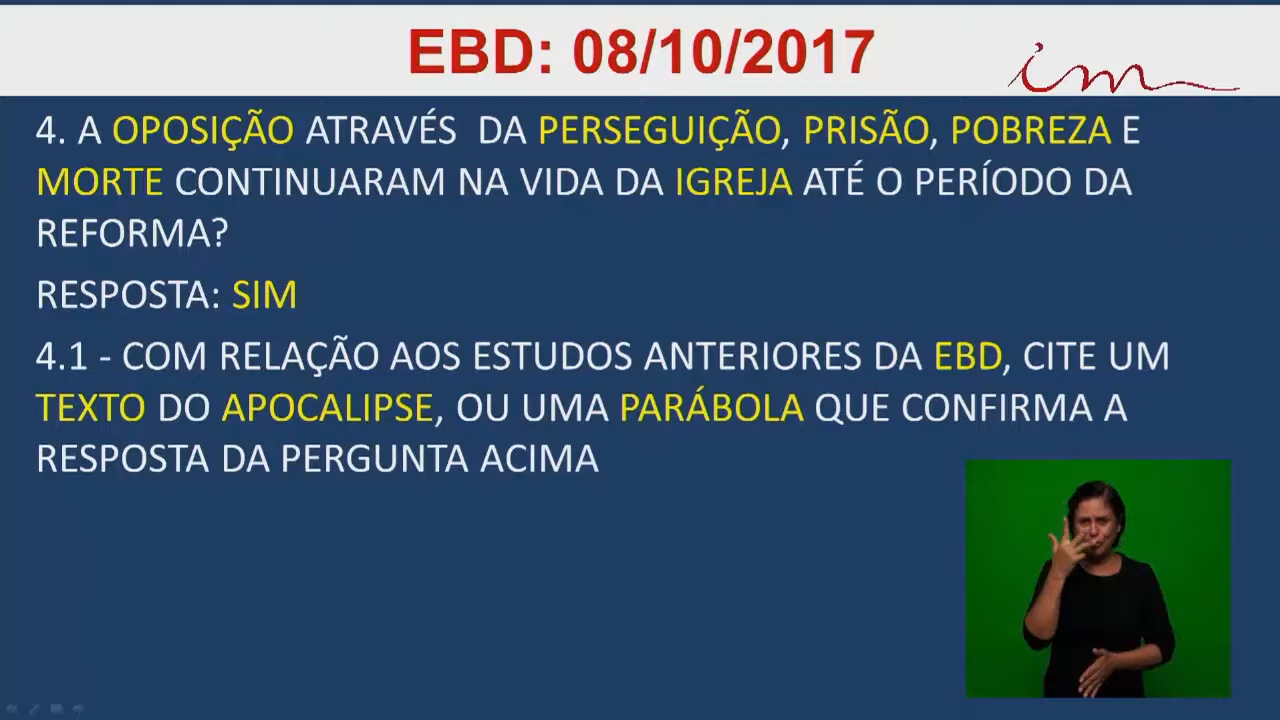 EBD: 08/10/2017
im
4. A OPOSIÇÃO ATRAVÉS DA PERSEGUIÇÃO, PRISÃO, POBREZA E
MORTE CONTINUARAM NA VIDA DA IGREJA ATÉ O PERÍODO DA
REFORMA?
RESPOSTA: SIM
4.1 - COM RELAÇÃO AOS ESTUDOS ANTERIORES DA EBD, CITE UM
TEXTO DO APOCALIPSE, OU UMA PARÁBOLA QUE CONFIRMA A
RESPOSTA DA PERGUNTA ACIMA